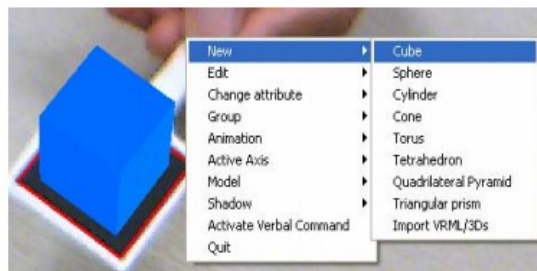 New
Edit
Change attribute
Group
Animation
Active Axis
Model
Shadow
Activate Verbal Command
Quit
Cube
Sphere
Cylinder
Cone
Torus
Tetrahedron
Quadrilateral Pyramid
Triangular prism
Import VRML/3Ds